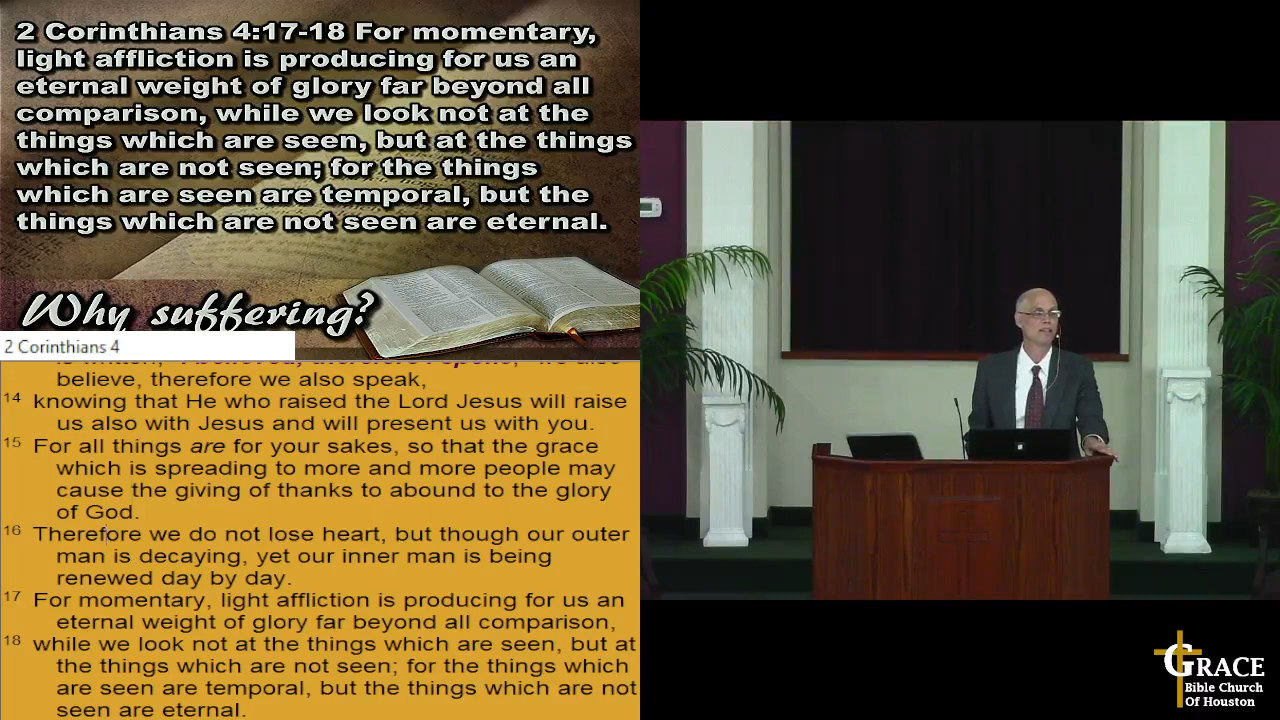 2 Corinthians 4:17-18 For momentary,
light affliction is producing for us an
eternal weight of glory far beyond all
comparison, while we look not at the
things which are seen, but at the things
which are not seen; for the things
which are seen are temporal, but the
things which are not seen are eternal.
Why suffering?
2 Corinthians 4
believe, therefore we also speak,
14 knowing that He who raised the Lord Jesus will raise
us also with Jesus and will present us with you.
15 For all things are for your sakes, so that the grace
which is spreading to more and more people may
cause the giving of thanks to abound to the glory
of God.
16 Therefore we do not lose heart, but though our outer
man is decaying, yet our inner man is being
renewed day by day.
17 For momentary, light affliction is producing for us an
eternal weight of glory far beyond all comparison,
18 while we look not at the things which are seen, but at
the things which are not seen; for the things which
are seen are temporal, but the things which are not
seen are eternal.
GRACE
Bible Church
Of Houston